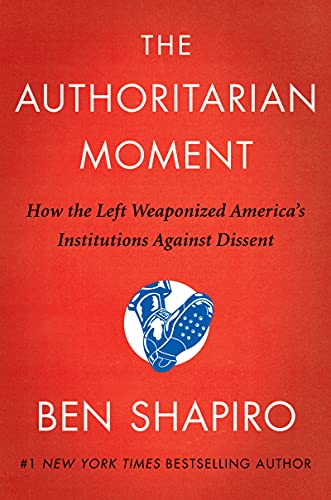 THE
AUTHORITARIAN
MOMENT
How the Left Weaponized America's
Institutions Against Dissent
BEN SHAPIRO
#1 NEW YORK TIMES BESTSELLING AUTHOR